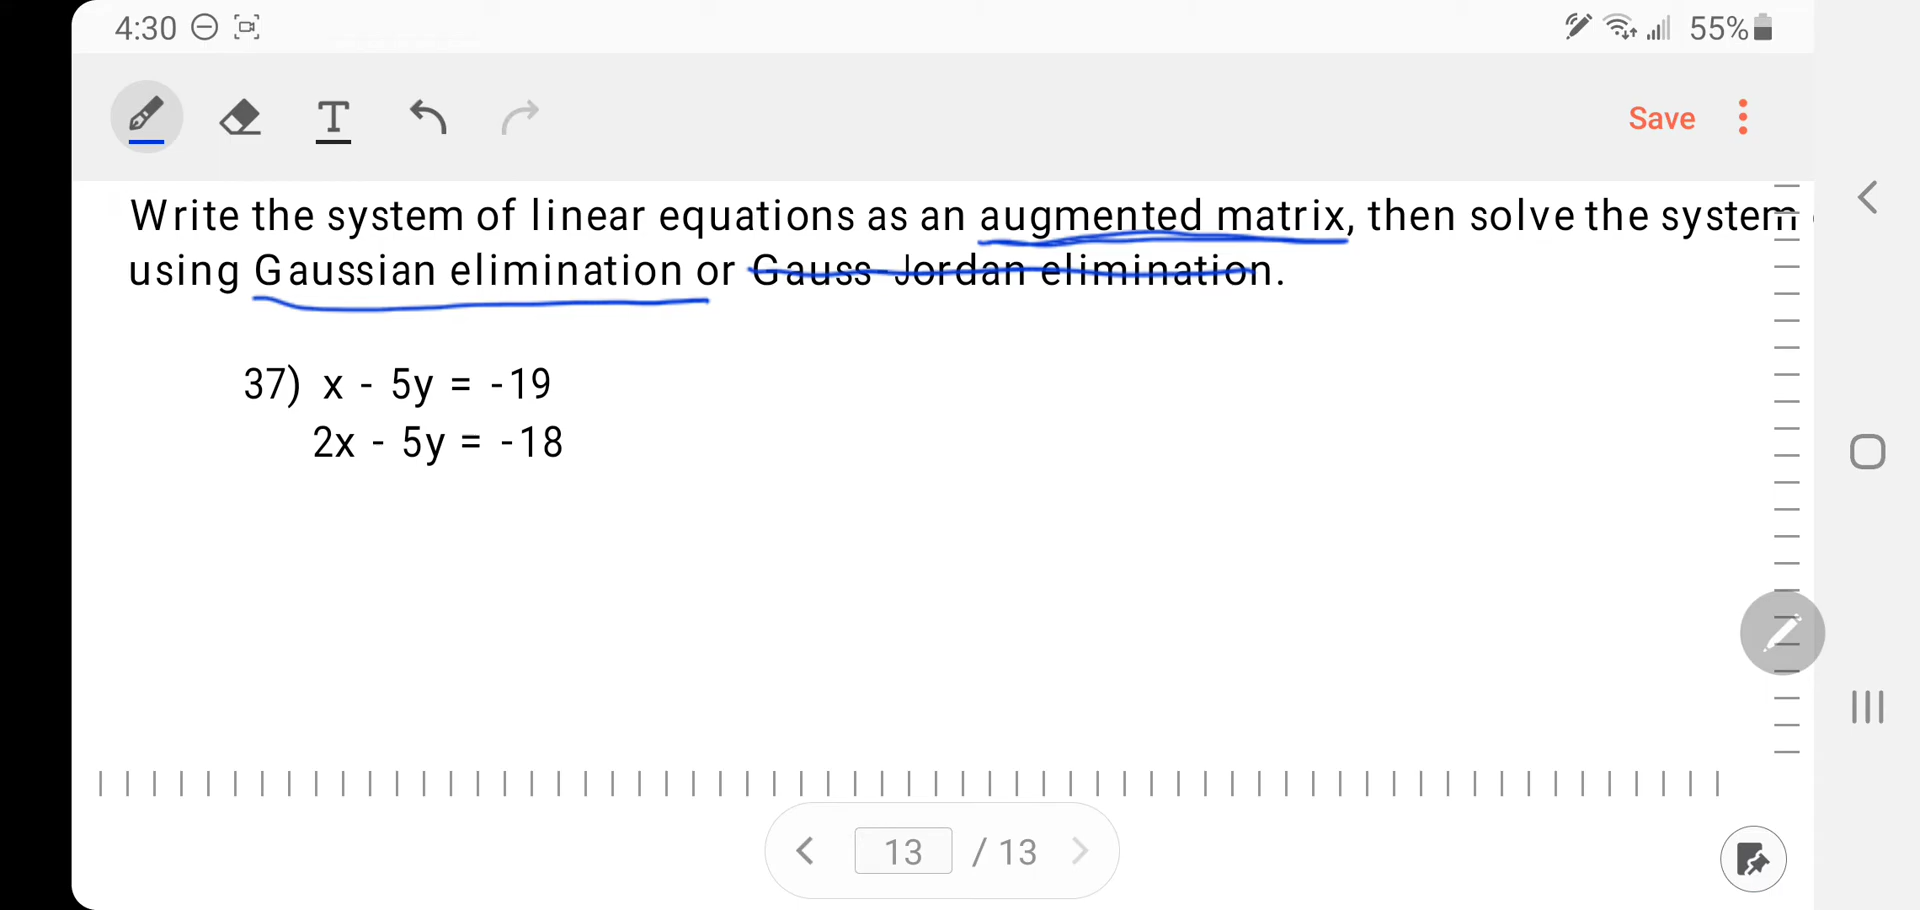 4:30 55%
T Save
Write the system of linear equations as an augmented matrix, then solve the system
using Gaussian elimination or Gauss-Jordan elimination.
37) x - 5y = -19
2x - 5y = -18
13 / 13